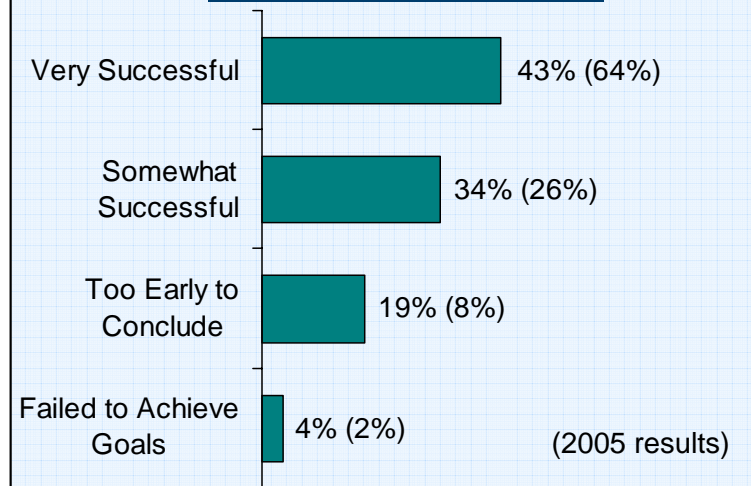 Very Successful 43% (64%)
Somewhat
Successful 34% (26%)
Too Early to
Conclude 19% (8%)
Failed to Achieve
Goals 4% (2%)
(2005 results)